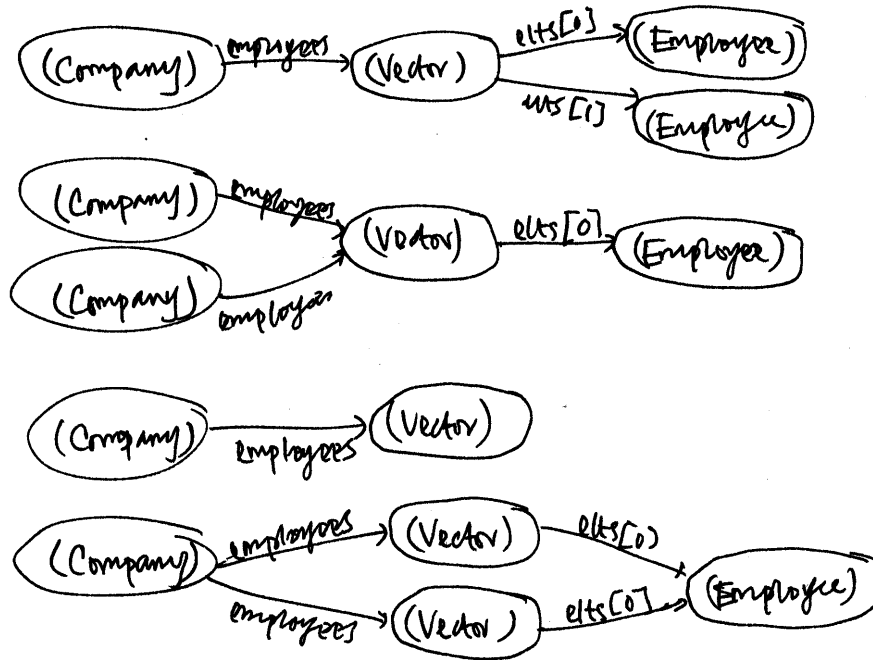 (Company) employees (Vector) elts[0] (Employee)
elts[1] (Employee)
(Company) employees (Vector) elts[0] (Employee)
(Company) employees
(Company) employees (Vector)
(Company) employees (Vector) elts[0] (Employee)
employees (Vector) elts[0]